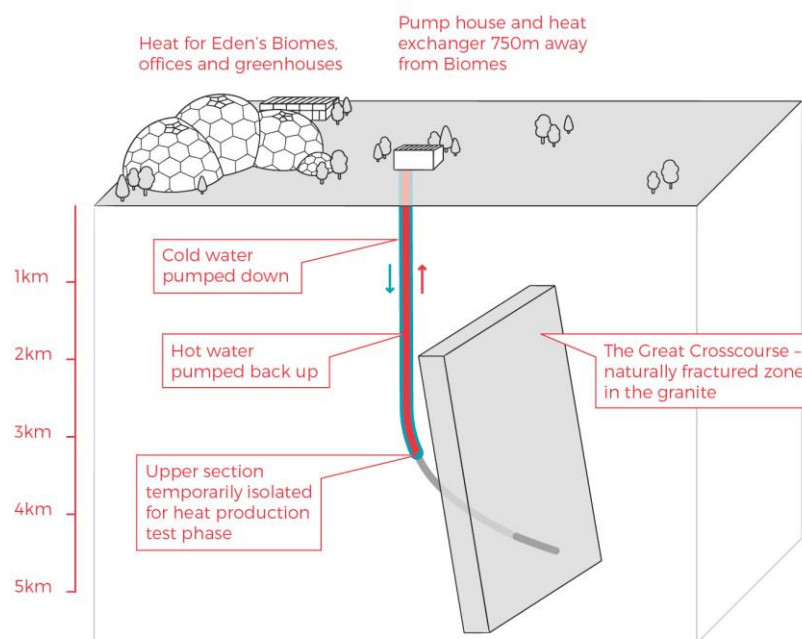 Heat for Eden's Biomes,
offices and greenhouses
Pump house and heat
exchanger 750m away
from Biomes
Cold water
pumped down
1km
Hot water
pumped back up
2km
The Great Crosscourse –
naturally fractured zone
in the granite
3km
Upper section
temporarily isolated
for heat production
test phase
4km
5km